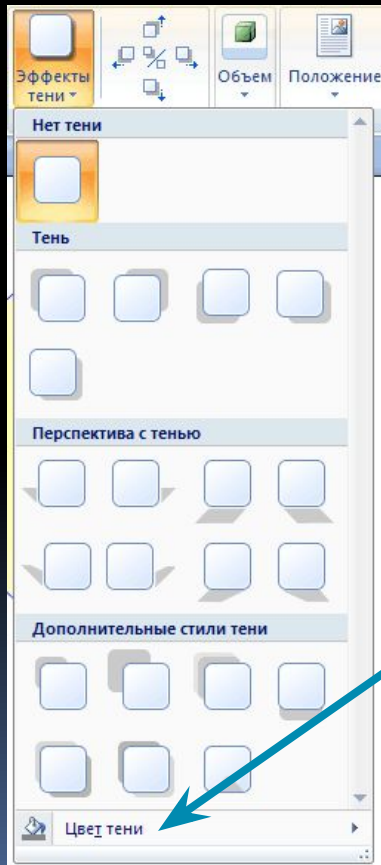 Эффекты тени
Объем
Положение
Нет тени
Тень
Перспектива с тенью
Дополнительные стили тени
Цвет тени